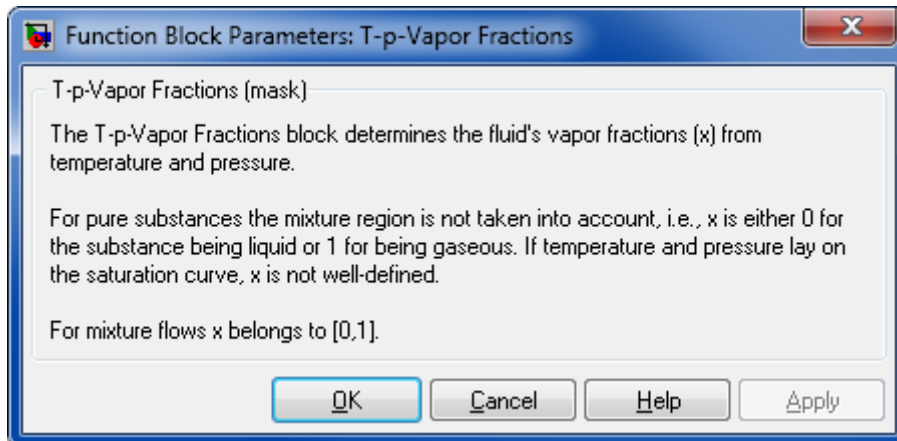 Function Block Parameters: T-p-Vapor Fractions
T-p-Vapor Fractions (mask)
The T-p-Vapor Fractions block determines the fluid's vapor fractions (x) from
temperature and pressure.
For pure substances the mixture region is not taken into account, i.e., x is either 0 for
the substance being liquid or 1 for being gaseous. If temperature and pressure lay on
the saturation curve, x is not well-defined.
For mixture flows x belongs to [0,1].
OK Cancel Help Apply